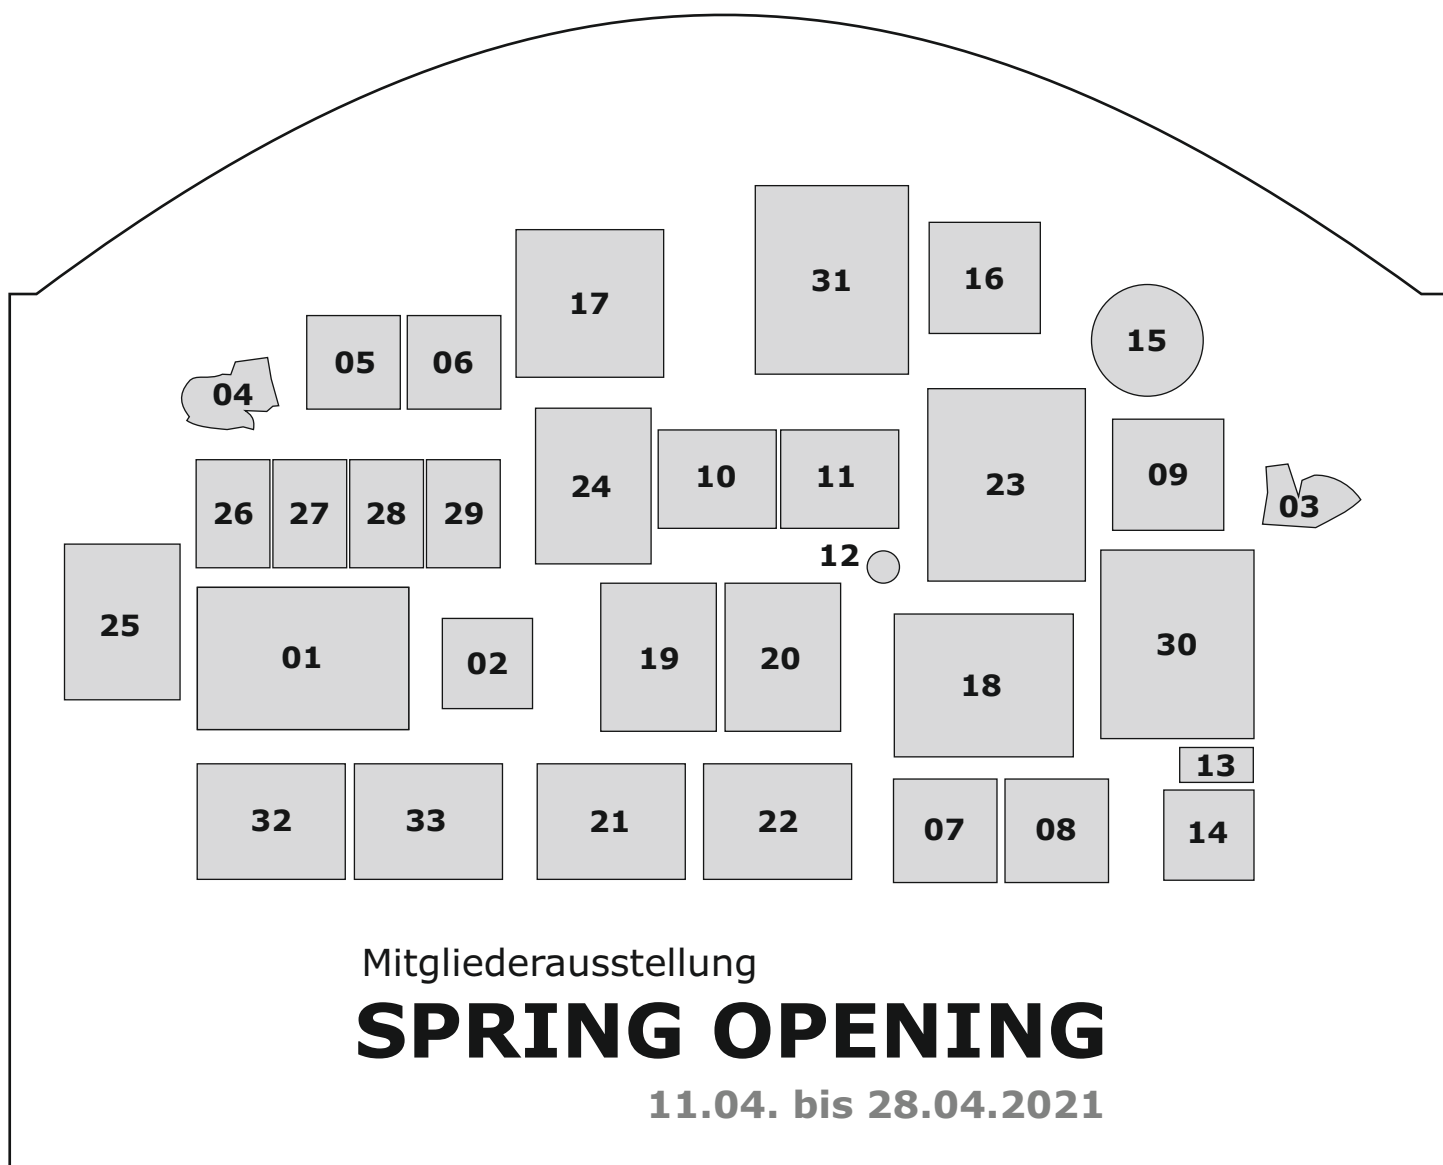 31
16
17
15
05 06
04
24 10 11 23 09
03
26 27 28 29
12
25
01 02 19 20 18 30
13
32 33 21 22 07 08 14
Mitgliederausstellung
SPRING OPENING
11.04. bis 28.04.2021